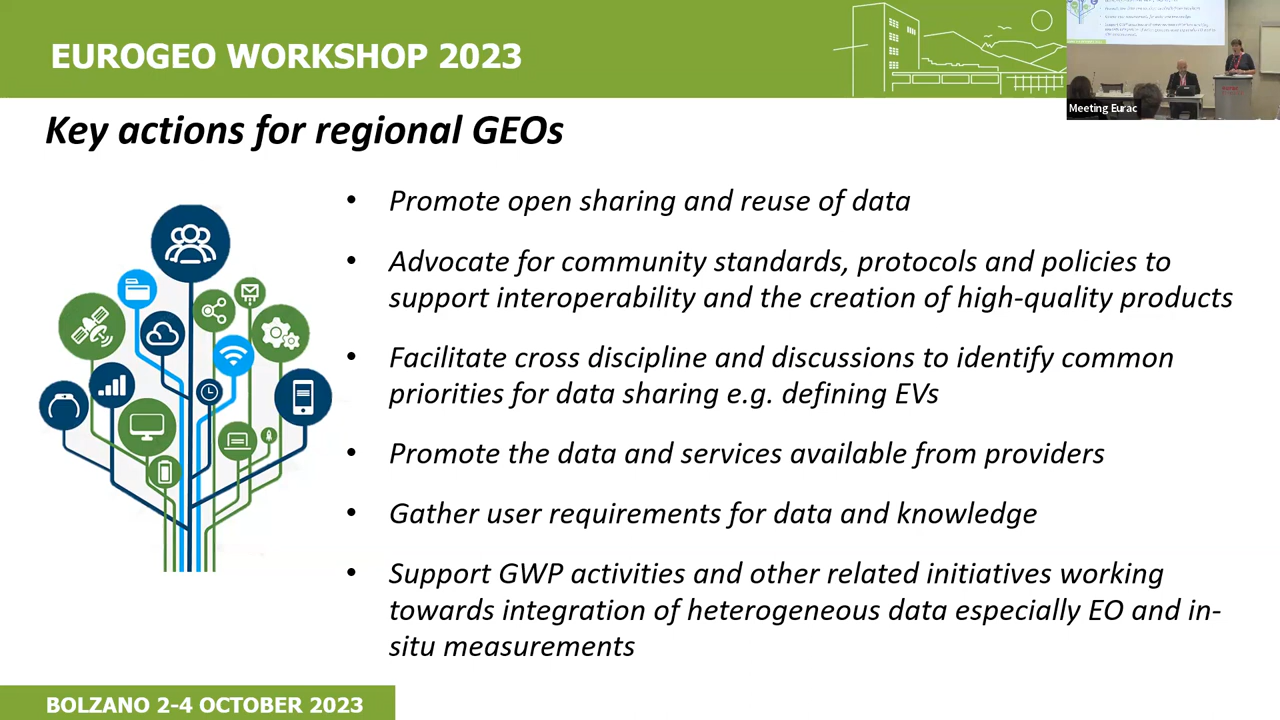 EUROGEO WORKSHOP 2023
Meeting Eurac
Key actions for regional GEOs
• Promote open sharing and reuse of data
• Advocate for community standards, protocols and policies to
support interoperability and the creation of high-quality products
• Facilitate cross discipline and discussions to identify common
priorities for data sharing e.g. defining EVs
• Promote the data and services available from providers
• Gather user requirements for data and knowledge
• Support GWP activities and other related initiatives working
towards integration of heterogeneous data especially EO and in-
situ measurements
BOLZANO 2-4 OCTOBER 2023